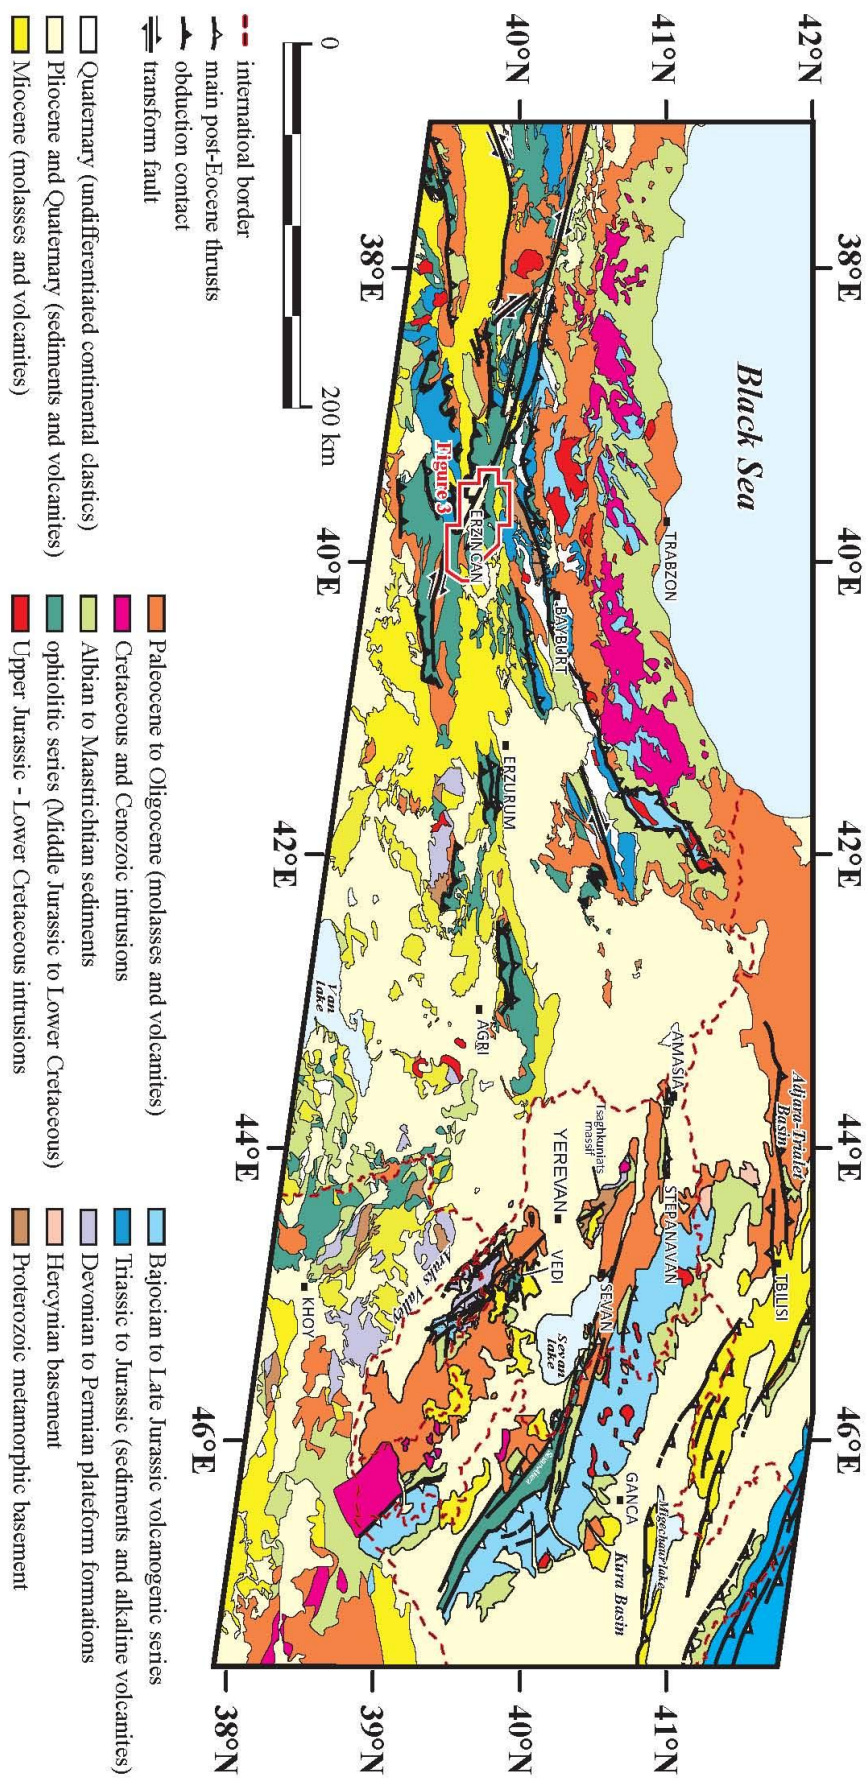 42°N
41°N
40°N
38°E
40°E
42°E
44°E
46°E
38°E
40°E
42°E
44°E
46°E
41°N
40°N
39°N
38°N
Black Sea
TRABZON
BAYBURT
ERZINCAN
Figure 3
ERZURUM
AGRI
Van
lake
AMASIA
Adjara-Trialet
Basin
TBILISI
STEPANAVAN
Tsaghkuniats
massif
YEREVAN
VEDI
SEVAN
Sevan
lake
Araks Valley
KHOY
GANCA
Migechaur lake
Kura Basin
0
200 km
internatioal border
main post-Eocene thrusts
obduction contact
transform fault
Quaternary (undifferentiated continental clastics)
Pliocene and Quaternary (sediments and volcanites)
Miocene (molasses and volcanites)
Paleocene to Oligocene (molasses and volcanites)
Cretaceous and Cenozoic intrusions
Albian to Maastrichtian sediments
ophiolitic series (Middle Jurassic to Lower Cretaceous)
Upper Jurassic - Lower Cretaceous intrusions
Bajocian to Late Jurassic volcanogenic series
Triassic to Jurassic (sediments and alkaline volcanites)
Devonian to Permian plateform formations
Hercynian basement
Proterozoic metamorphic basement